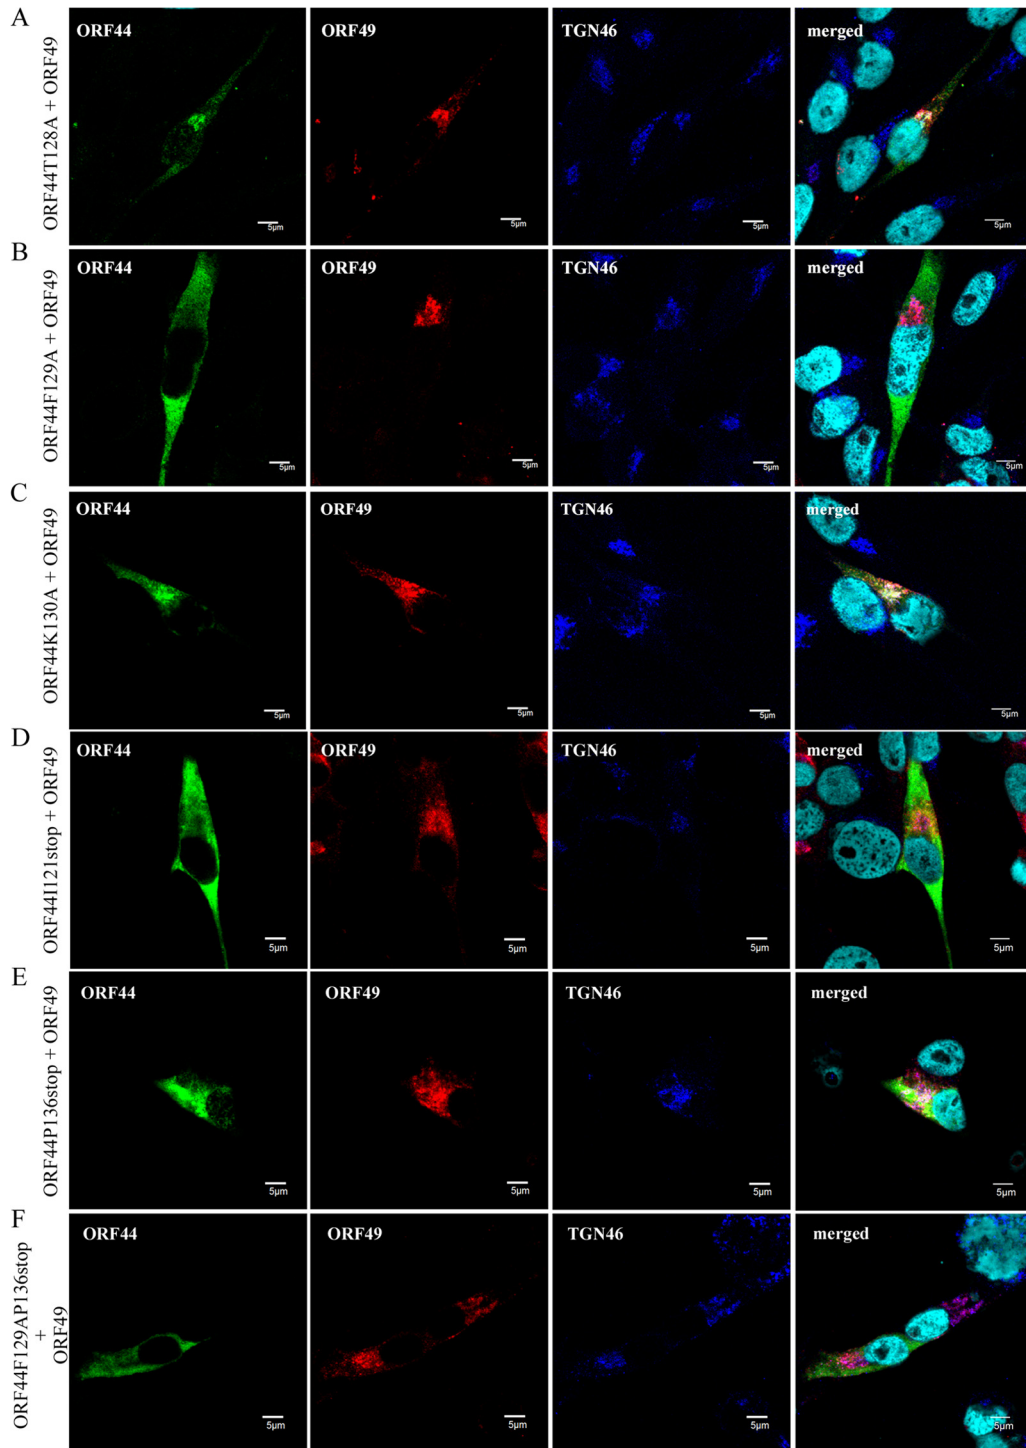 A
ORF44T128A + ORF49
ORF44
ORF49
TGN46
merged
5µm
5µm
5µm
5µm
B
ORF44F129A + ORF49
ORF44
ORF49
TGN46
merged
5µm
5µm
5µm
5µm
C
ORF44K130A + ORF49
ORF44
ORF49
TGN46
merged
5µm
5µm
5µm
5µm
D
ORF44I121stop + ORF49
ORF44
ORF49
TGN46
merged
5µm
5µm
5µm
5µm
E
ORF44P136stop + ORF49
ORF44
ORF49
TGN46
merged
5µm
5µm
5µm
5µm
F
ORF44F129AP136stop
+
ORF49
ORF44
ORF49
TGN46
merged
5µm
5µm
5µm
5µm